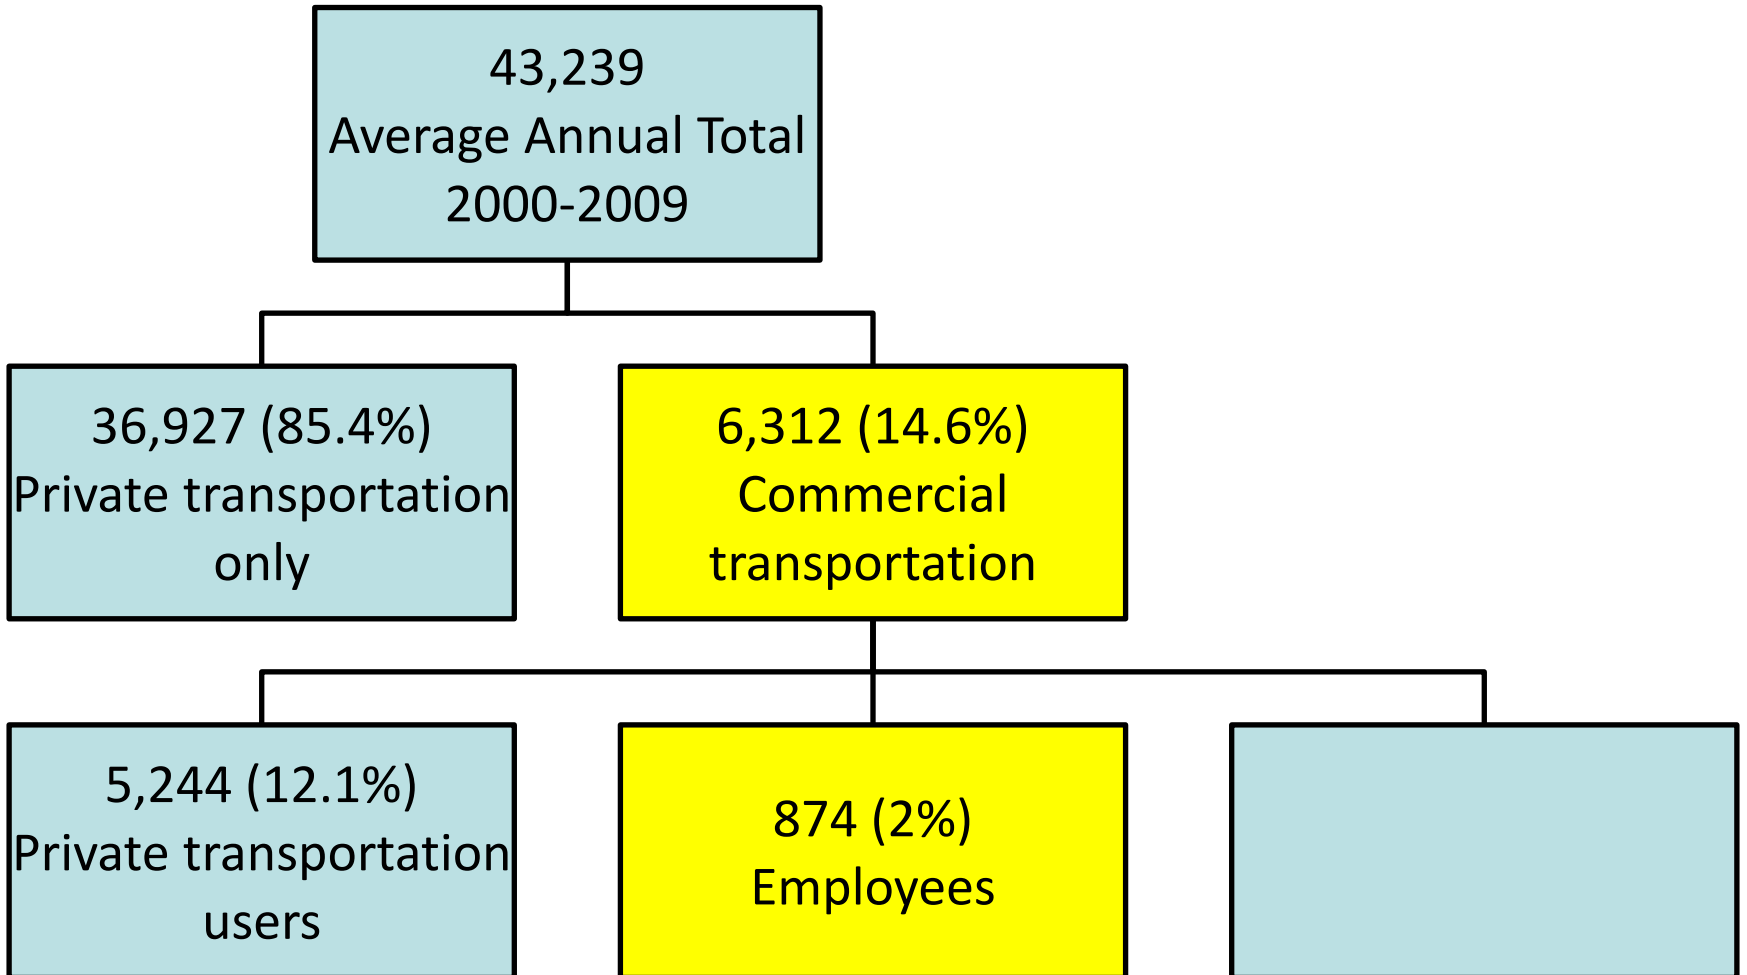 43,239
Average Annual Total
2000-2009
36,927 (85.4%)
Private transportation
only
6,312 (14.6%)
Commercial
transportation
5,244 (12.1%)
Private transportation
users
874 (2%)
Employees